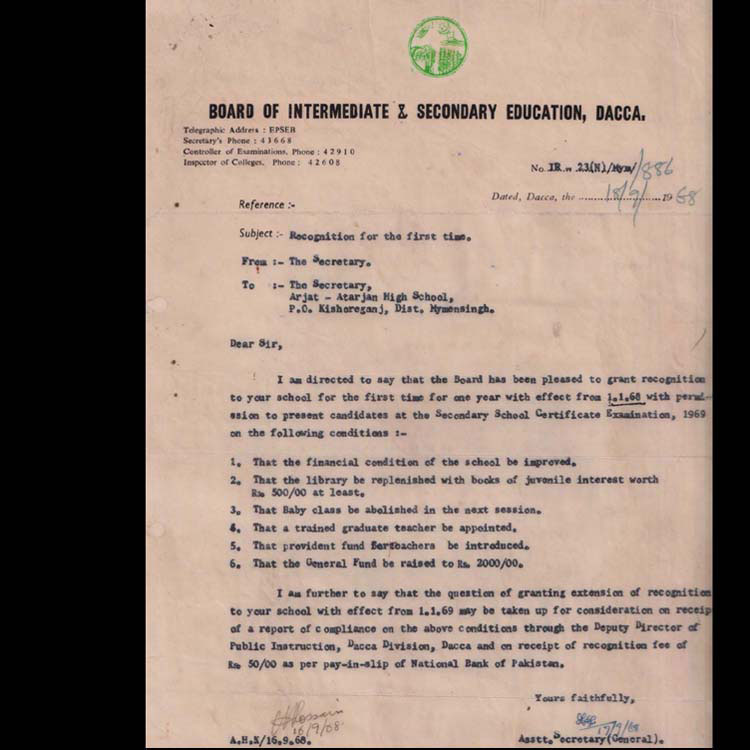 BOARD OF INTERMEDIATE & SECONDARY EDUCATION, DACCA.
Telegraphic Address : EPSEB
Secretary's Phone : 43668
Controller of Examinations, Phone : 42910
Inspector of Colleges, Phone : 42608
No. IR. 23(N)/Mym/886
Dated, Dacca, the 18/9/ 1968
Reference :-
Subject :- Recognition for the first time.
From :- The Secretary.
To :- The Secretary,
Arjat - Atarjan High School,
P.O. Kishoreganj, Dist. Mymensingh.
Dear Sir,
I am directed to say that the Board has been pleased to grant recognition
to your school for the first time for one year with effect from 1.1.68 with permi-
ssion to present candidates at the Secondary School Certificate Examination, 1969
on the following conditions :-
1. That the financial condition of the school be improved.
2. That the library be replenished with books of juvenile interest worth
Rs. 500/00 at least.
3. That Baby class be abolished in the next session.
4. That a trained graduate teacher be appointed.
5. That provident fund be introduced.
6. That the General Fund be raised to Rs. 2000/00.
I am further to say that the question of granting extension of recognition
to your school with effect from 1.1.69 may be taken up for consideration on receip
of a report of compliance on the above conditions through the Deputy Director of
Public Instruction, Dacca Division, Dacca and on receipt of recognition fee of
Rs. 50/00 as per pay-in-slip of National Bank of Pakistan.
Yours faithfully,
Hossain
16/9/68
17/9/68
A.H.K/16.9.68.
Asstt. Secretary (General).